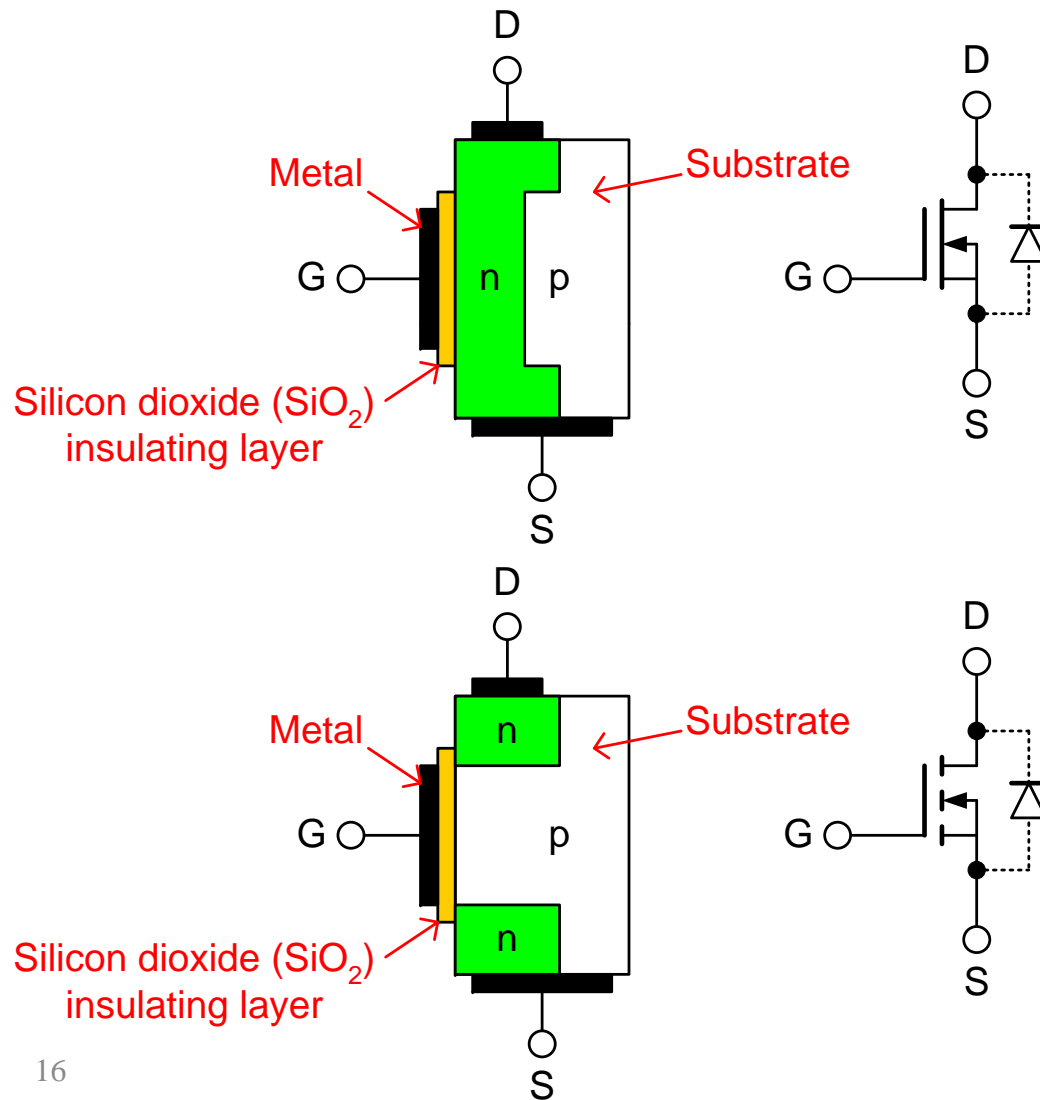 D
D
Metal
Substrate
G
n
p
G
Silicon dioxide (SiO₂)
insulating layer
S
S
D
D
Metal
n
Substrate
G
p
G
n
Silicon dioxide (SiO₂)
insulating layer
S
S
16